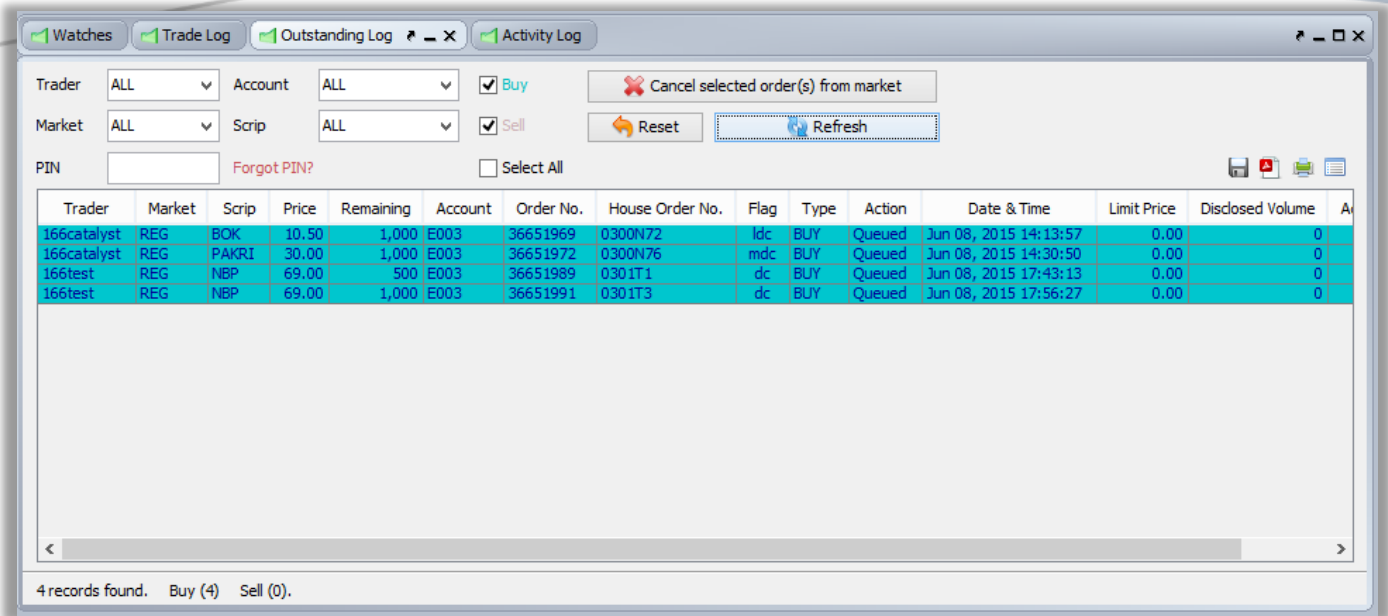 Watches Trade Log Outstanding Log Activity Log
Trader ALL Account ALL Buy Cancel selected order(s) from market
Market ALL Scrip ALL Sell Reset Refresh
PIN Forgot PIN? Select All
Trader Market Scrip Price Remaining Account Order No. House Order No. Flag Type Action Date & Time Limit Price Disclosed Volume
166catalyst REG BOK 10.50 1,000 E003 36651969 0300N72 ldc BUY Queued Jun 08, 2015 14:13:57 0.00 0
166catalyst REG PAKRI 30.00 1,000 E003 36651972 0300N76 mdc BUY Queued Jun 08, 2015 14:30:50 0.00 0
166test REG NBP 69.00 500 E003 36651989 0301T1 dc BUY Queued Jun 08, 2015 17:43:13 0.00 0
166test REG NBP 69.00 1,000 E003 36651991 0301T3 dc BUY Queued Jun 08, 2015 17:56:27 0.00 0
4 records found. Buy (4) Sell (0).